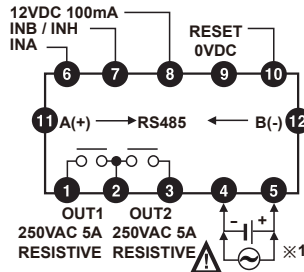 12VDC 100mA
INB / INH
INA
RESET
0VDC
6 7 8 9 10
11 A(+) RS485 B(-) 12
1 2 3 4 5
OUT1 OUT2
250VAC 5A 250VAC 5A
RESISTIVE RESISTIVE
- +
※1